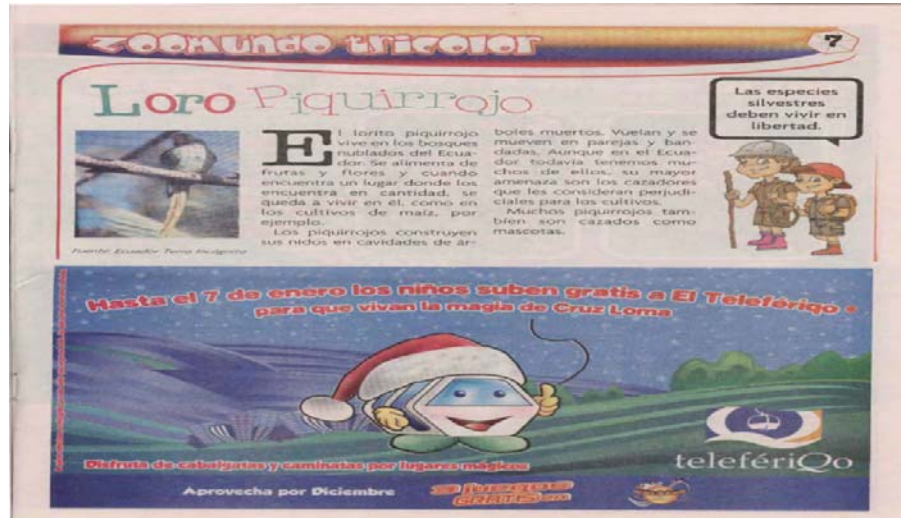 zoomundo tricolor
7
Loro Piquirrojo
Las especies
silvestres
deben vivir en
libertad.
El lorito piquirrojo
vive en los bosques
nublados del Ecua-
dor. Se alimenta de
frutas y flores y cuando
encuentra un lugar donde los
encuentra en cantidad, se
queda a vivir en él, como en
los cultivos de maíz, por
ejemplo.
Los piquirrojos construyen
sus nidos en cavidades de ár-
boles muertos. Vuelan y se
mueven en parejas y ban-
dadas. Aunque en el Ecua-
dor todavía tenemos mu-
chos de ellos, su mayor
amenaza son los cazadores
que les consideran perjudi-
ciales para los cultivos.
Muchos piquirrojos tam-
bién son cazados como
mascotas.
Fuente: Ecuador Terra Incógnita
Hasta el 7 de enero los niños suben gratis a El Telefériqo
para que vivan la magia de Cruz Loma
Disfruta de cabalgatas y caminatas por lugares mágicos
telefériQo
Aprovecha por Diciembre
juegos
GRATIS